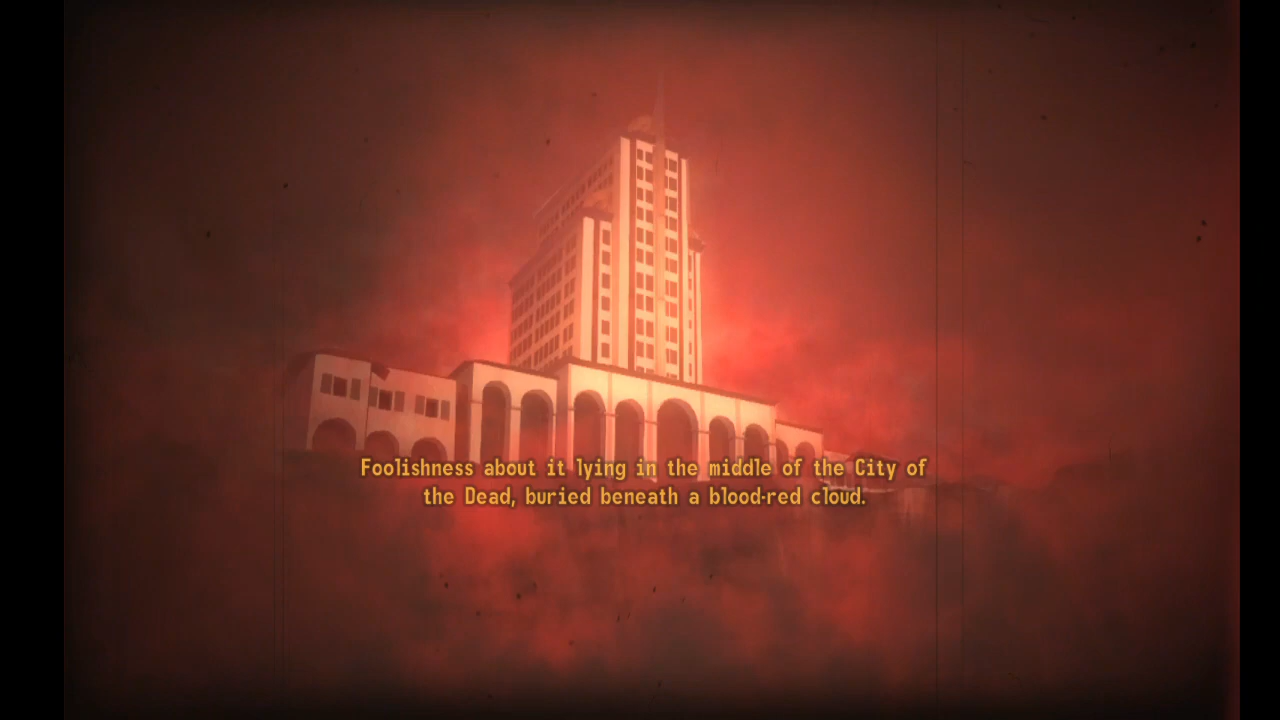 Foolishness about it lying in the middle of the City of
the Dead, buried beneath a blood-red cloud.